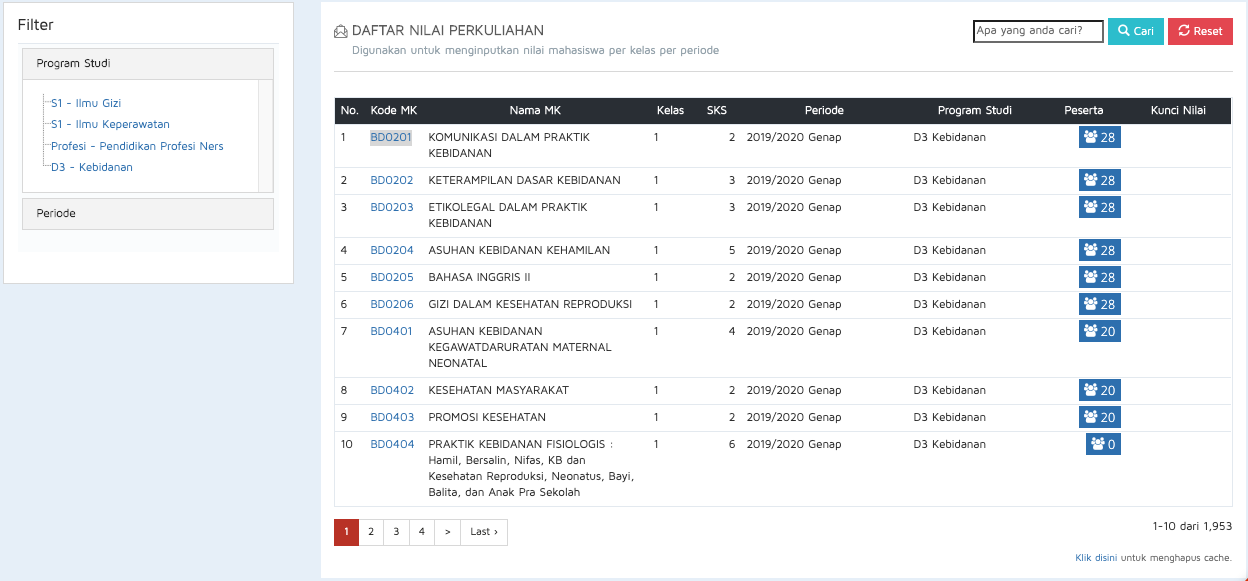 Filter
Program Studi
S1 - Ilmu Gizi
S1 - Ilmu Keperawatan
Profesi - Pendidikan Profesi Ners
D3 - Kebidanan
Periode
DAFTAR NILAI PERKULIAHAN
Digunakan untuk menginputkan nilai mahasiswa per kelas per periode
Apa yang anda cari? Cari Reset
No. Kode MK Nama MK Kelas SKS Periode Program Studi Peserta Kunci Nilai
1 BD0201 KOMUNIKASI DALAM PRAKTIK 1 2 2019/2020 Genap D3 Kebidanan 28
KEBIDANAN
2 BD0202 KETERAMPILAN DASAR KEBIDANAN 1 3 2019/2020 Genap D3 Kebidanan 28
3 BD0203 ETIKOLEGAL DALAM PRAKTIK 1 3 2019/2020 Genap D3 Kebidanan 28
KEBIDANAN
4 BD0204 ASUHAN KEBIDANAN KEHAMILAN 1 5 2019/2020 Genap D3 Kebidanan 28
5 BD0205 BAHASA INGGRIS II 1 2 2019/2020 Genap D3 Kebidanan 28
6 BD0206 GIZI DALAM KESEHATAN REPRODUKSI 1 2 2019/2020 Genap D3 Kebidanan 28
7 BD0401 ASUHAN KEBIDANAN 1 4 2019/2020 Genap D3 Kebidanan 20
KEGAWATDARURATAN MATERNAL
NEONATAL
8 BD0402 KESEHATAN MASYARAKAT 1 2 2019/2020 Genap D3 Kebidanan 20
9 BD0403 PROMOSI KESEHATAN 1 2 2019/2020 Genap D3 Kebidanan 20
10 BD0404 PRAKTIK KEBIDANAN FISIOLOGIS : 1 6 2019/2020 Genap D3 Kebidanan 0
Hamil, Bersalin, Nifas, KB dan
Kesehatan Reproduksi, Neonatus, Bayi,
Balita, dan Anak Pra Sekolah
1 2 3 4 > Last ›
1-10 dari 1,953
Klik disini untuk menghapus cache.